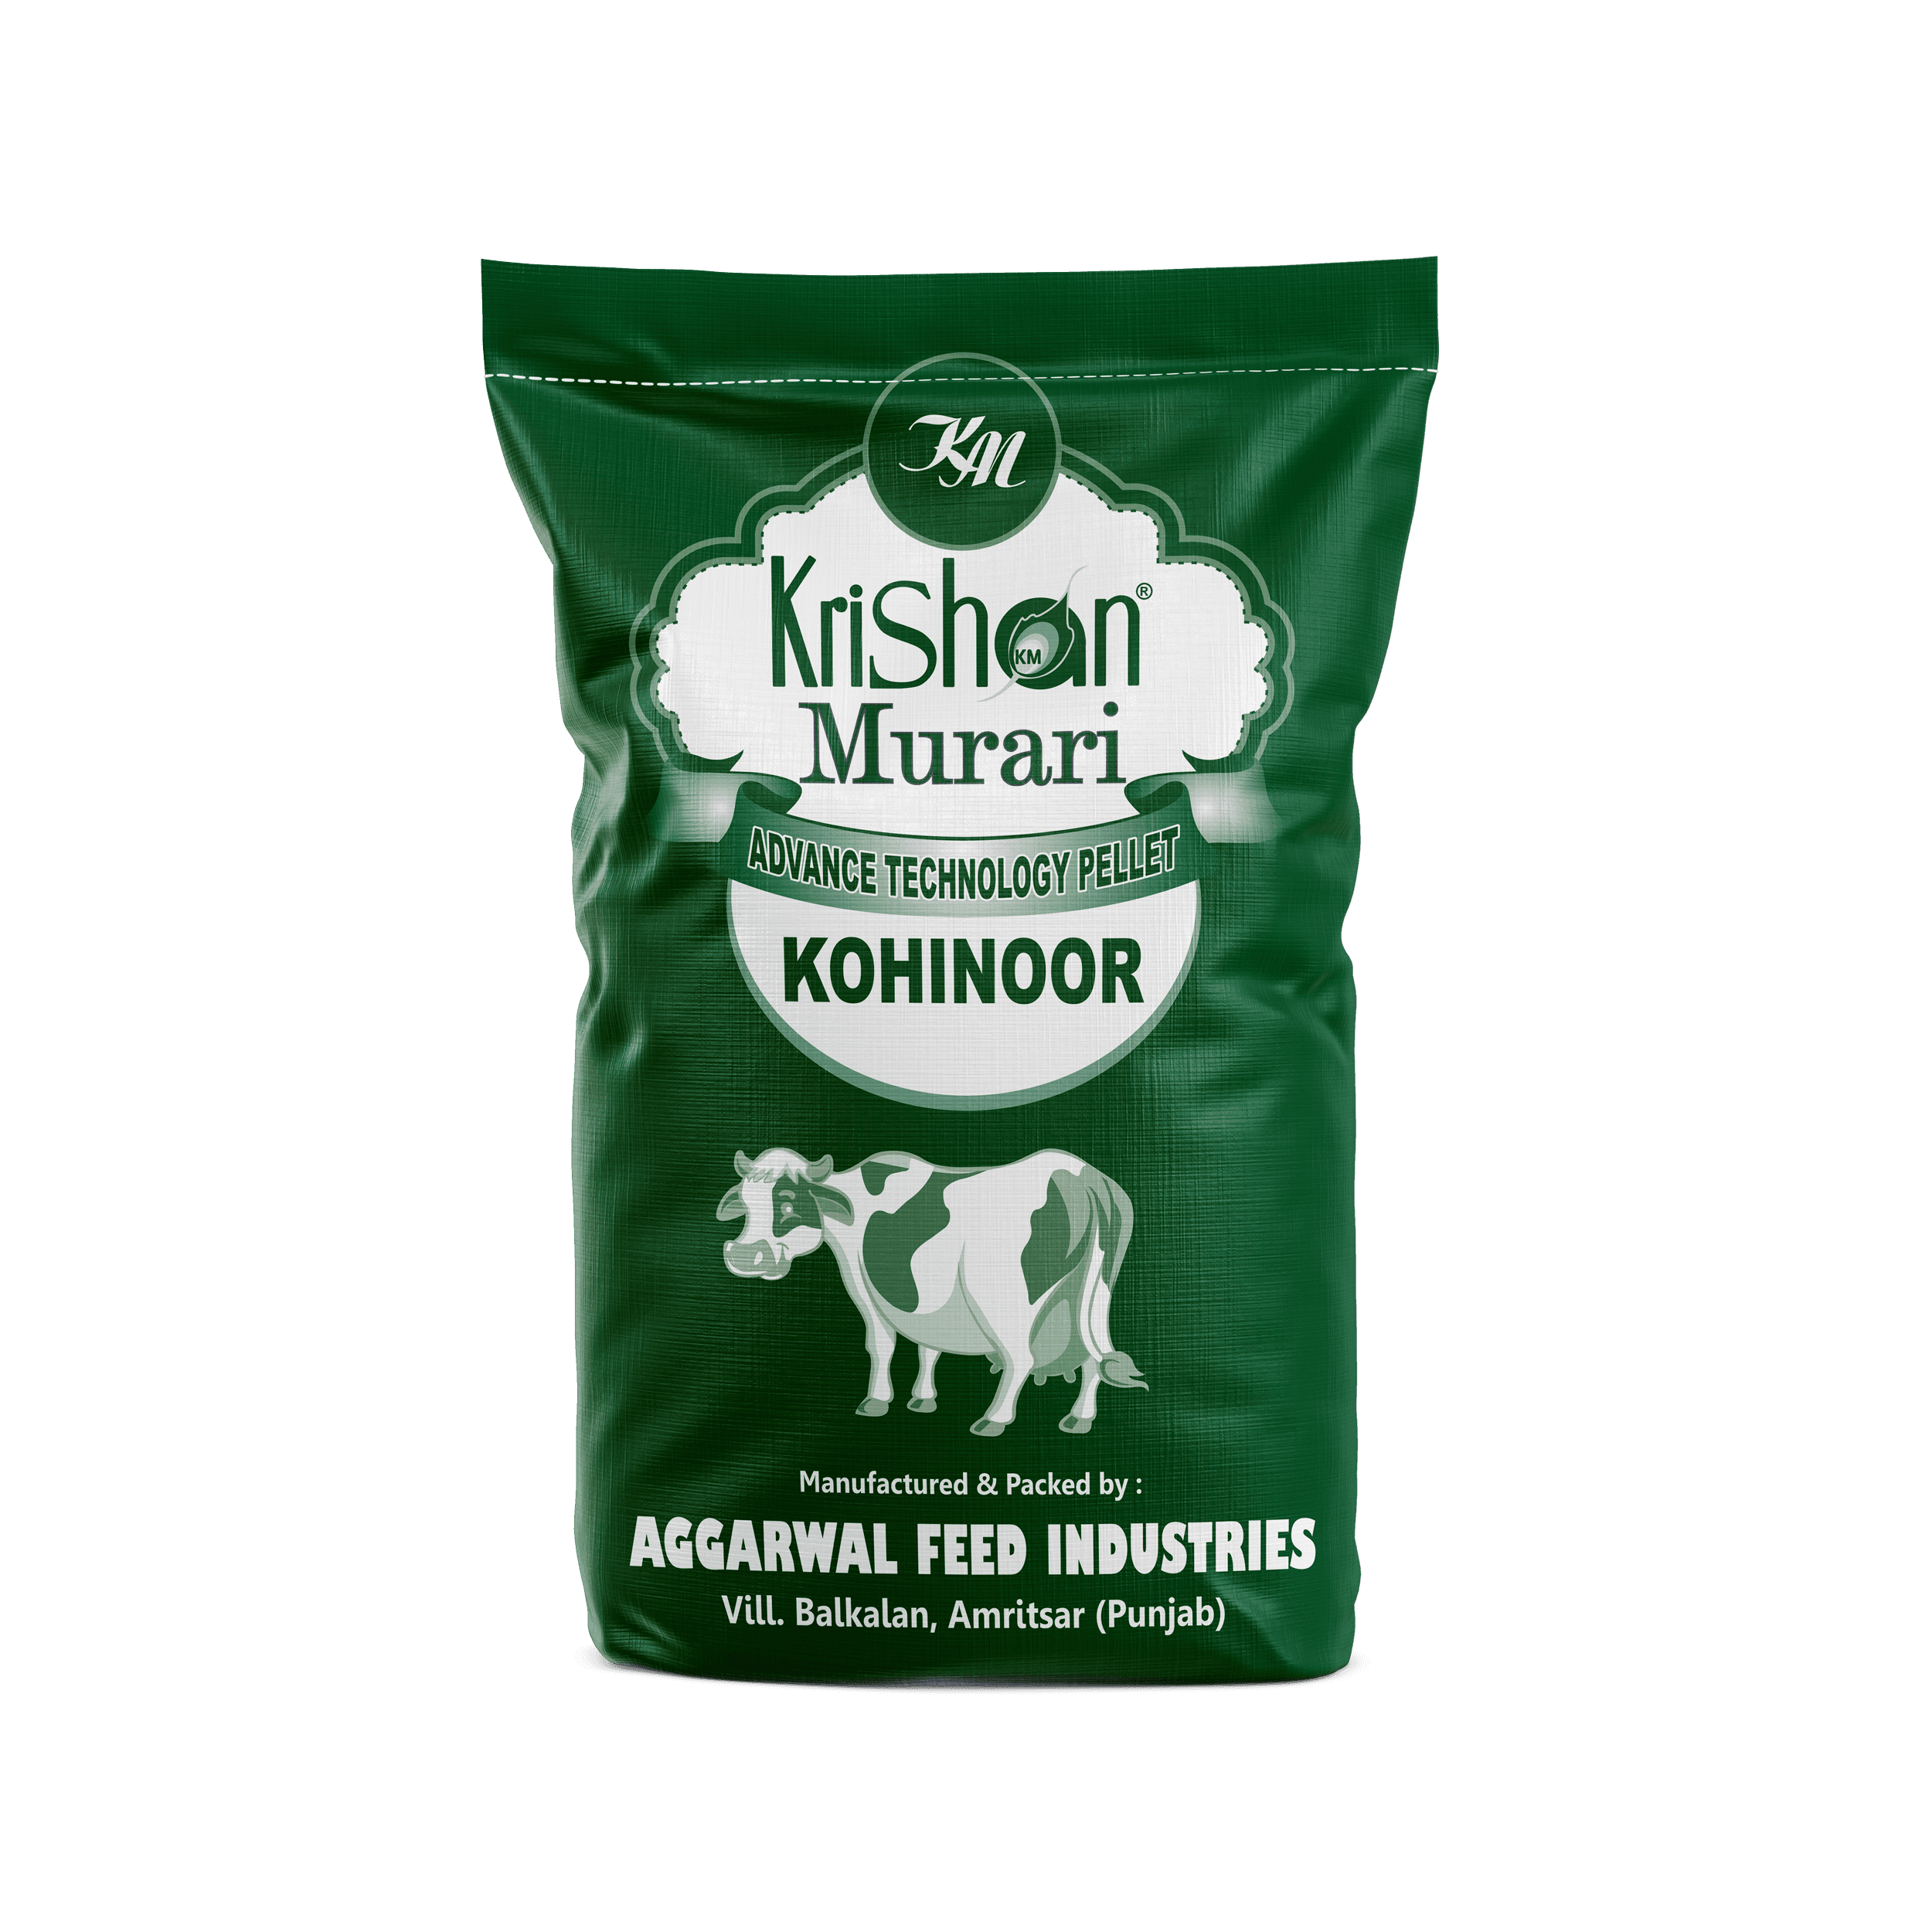 KM
Krishan®
KM
Murari
ADVANCE TECHNOLOGY PELLET
KOHINOOR
Manufactured & Packed by :
AGGARWAL FEED INDUSTRIES
Vill. Balkalan, Amritsar (Punjab)